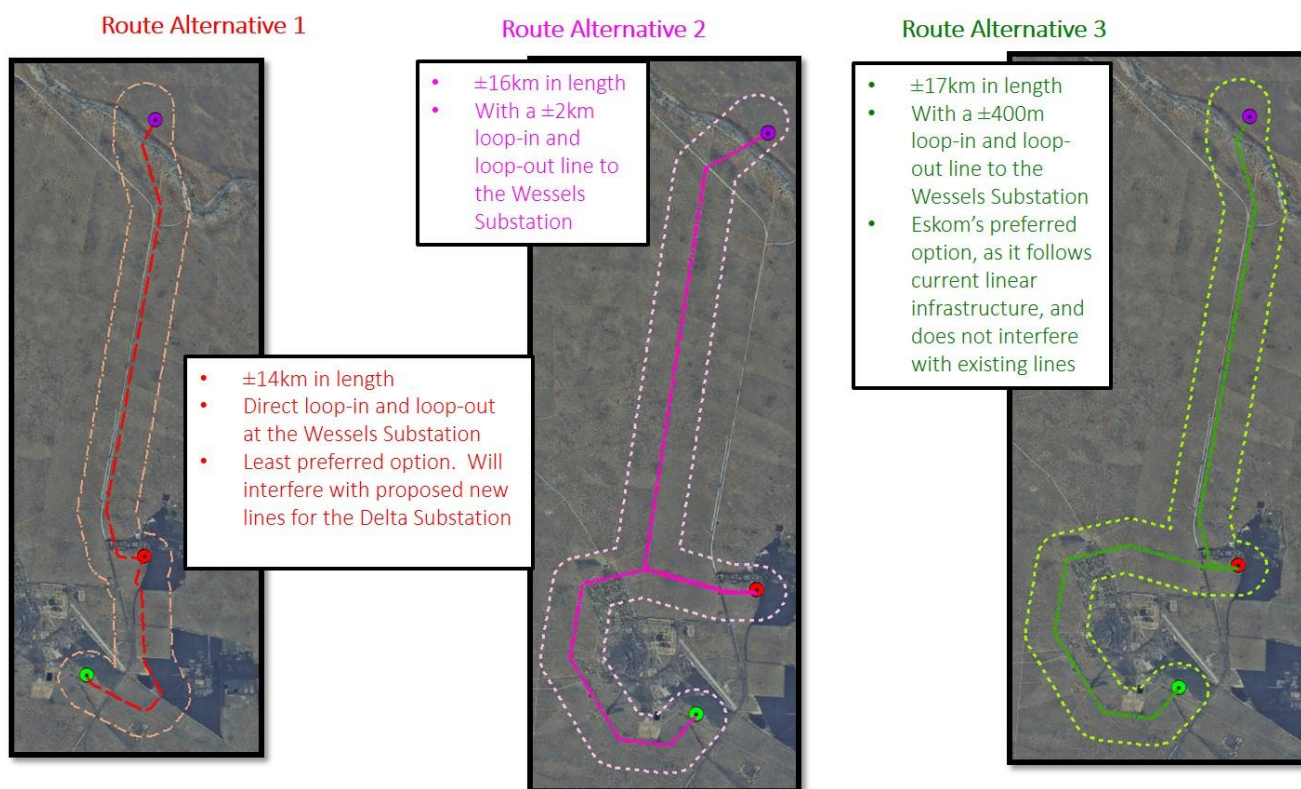 Route Alternative 1
• ±14km in length
• Direct loop-in and loop-out
at the Wessels Substation
• Least preferred option.  Will
interfere with proposed new
lines for the Delta Substation
Route Alternative 2
• ±16km in length
• With a ±2km
loop-in and
loop-out line to
the Wessels
Substation
Route Alternative 3
• ±17km in length
• With a ±400m
loop-in and loop-
out line to the
Wessels Substation
• Eskom’s preferred
option, as it follows
current linear
infrastructure, and
does not interfere
with existing lines